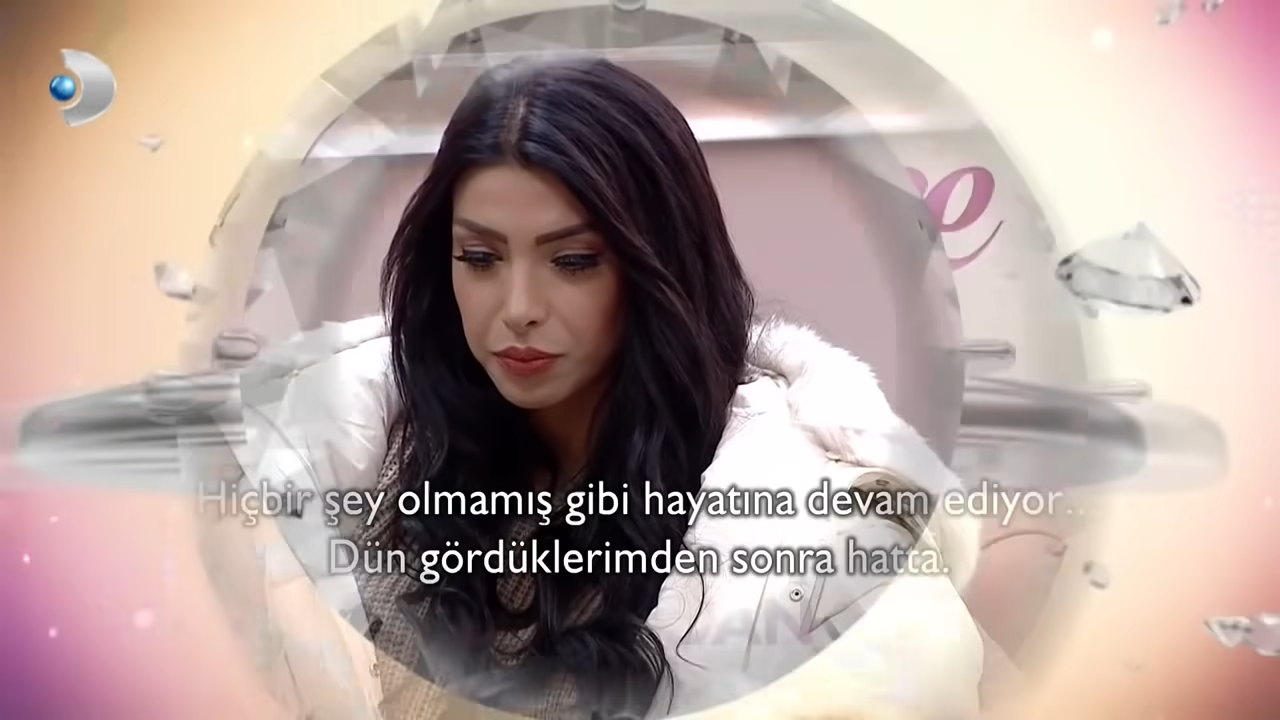 Hiçbir şey olmamış gibi hayatına devam ediyor..
Dün gördüklerimden sonra hatta.